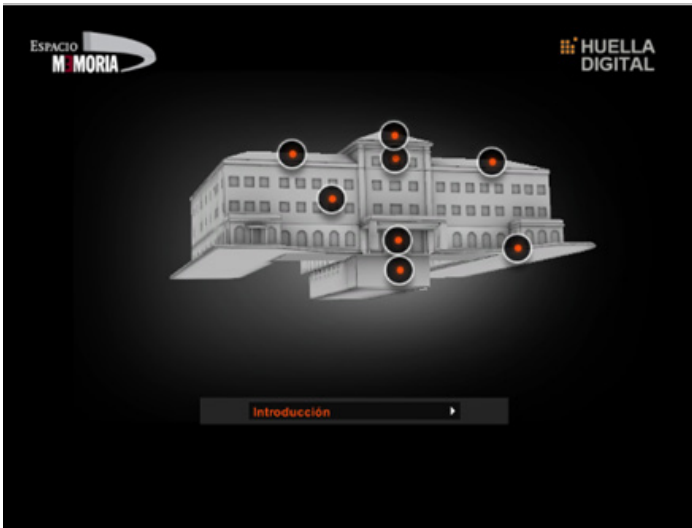 ESPACIO
MEMORIA
HUELLA
DIGITAL
Introducción